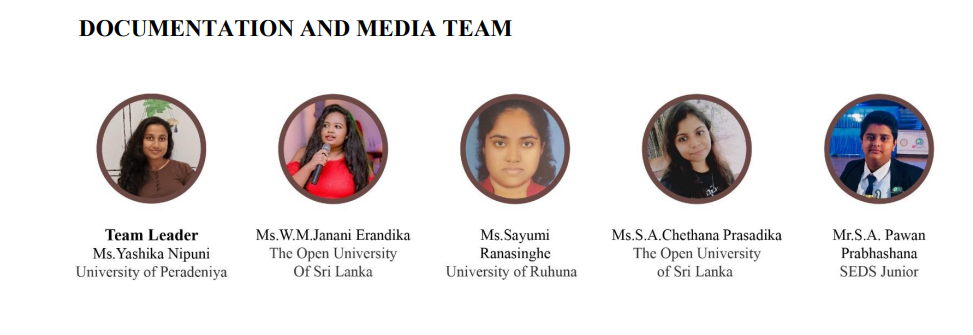 DOCUMENTATION AND MEDIA TEAM
Team Leader
Ms.Yashika Nipuni
University of Peradeniya
Ms.W.M.Janani Erandika
The Open University
Of Sri Lanka
Ms.Sayumi
Ranasinghe
University of Ruhuna
Ms.S.A.Chethana Prasadika
The Open University
of Sri Lanka
Mr.S.A. Pawan
Prabhashana
SEDS Junior